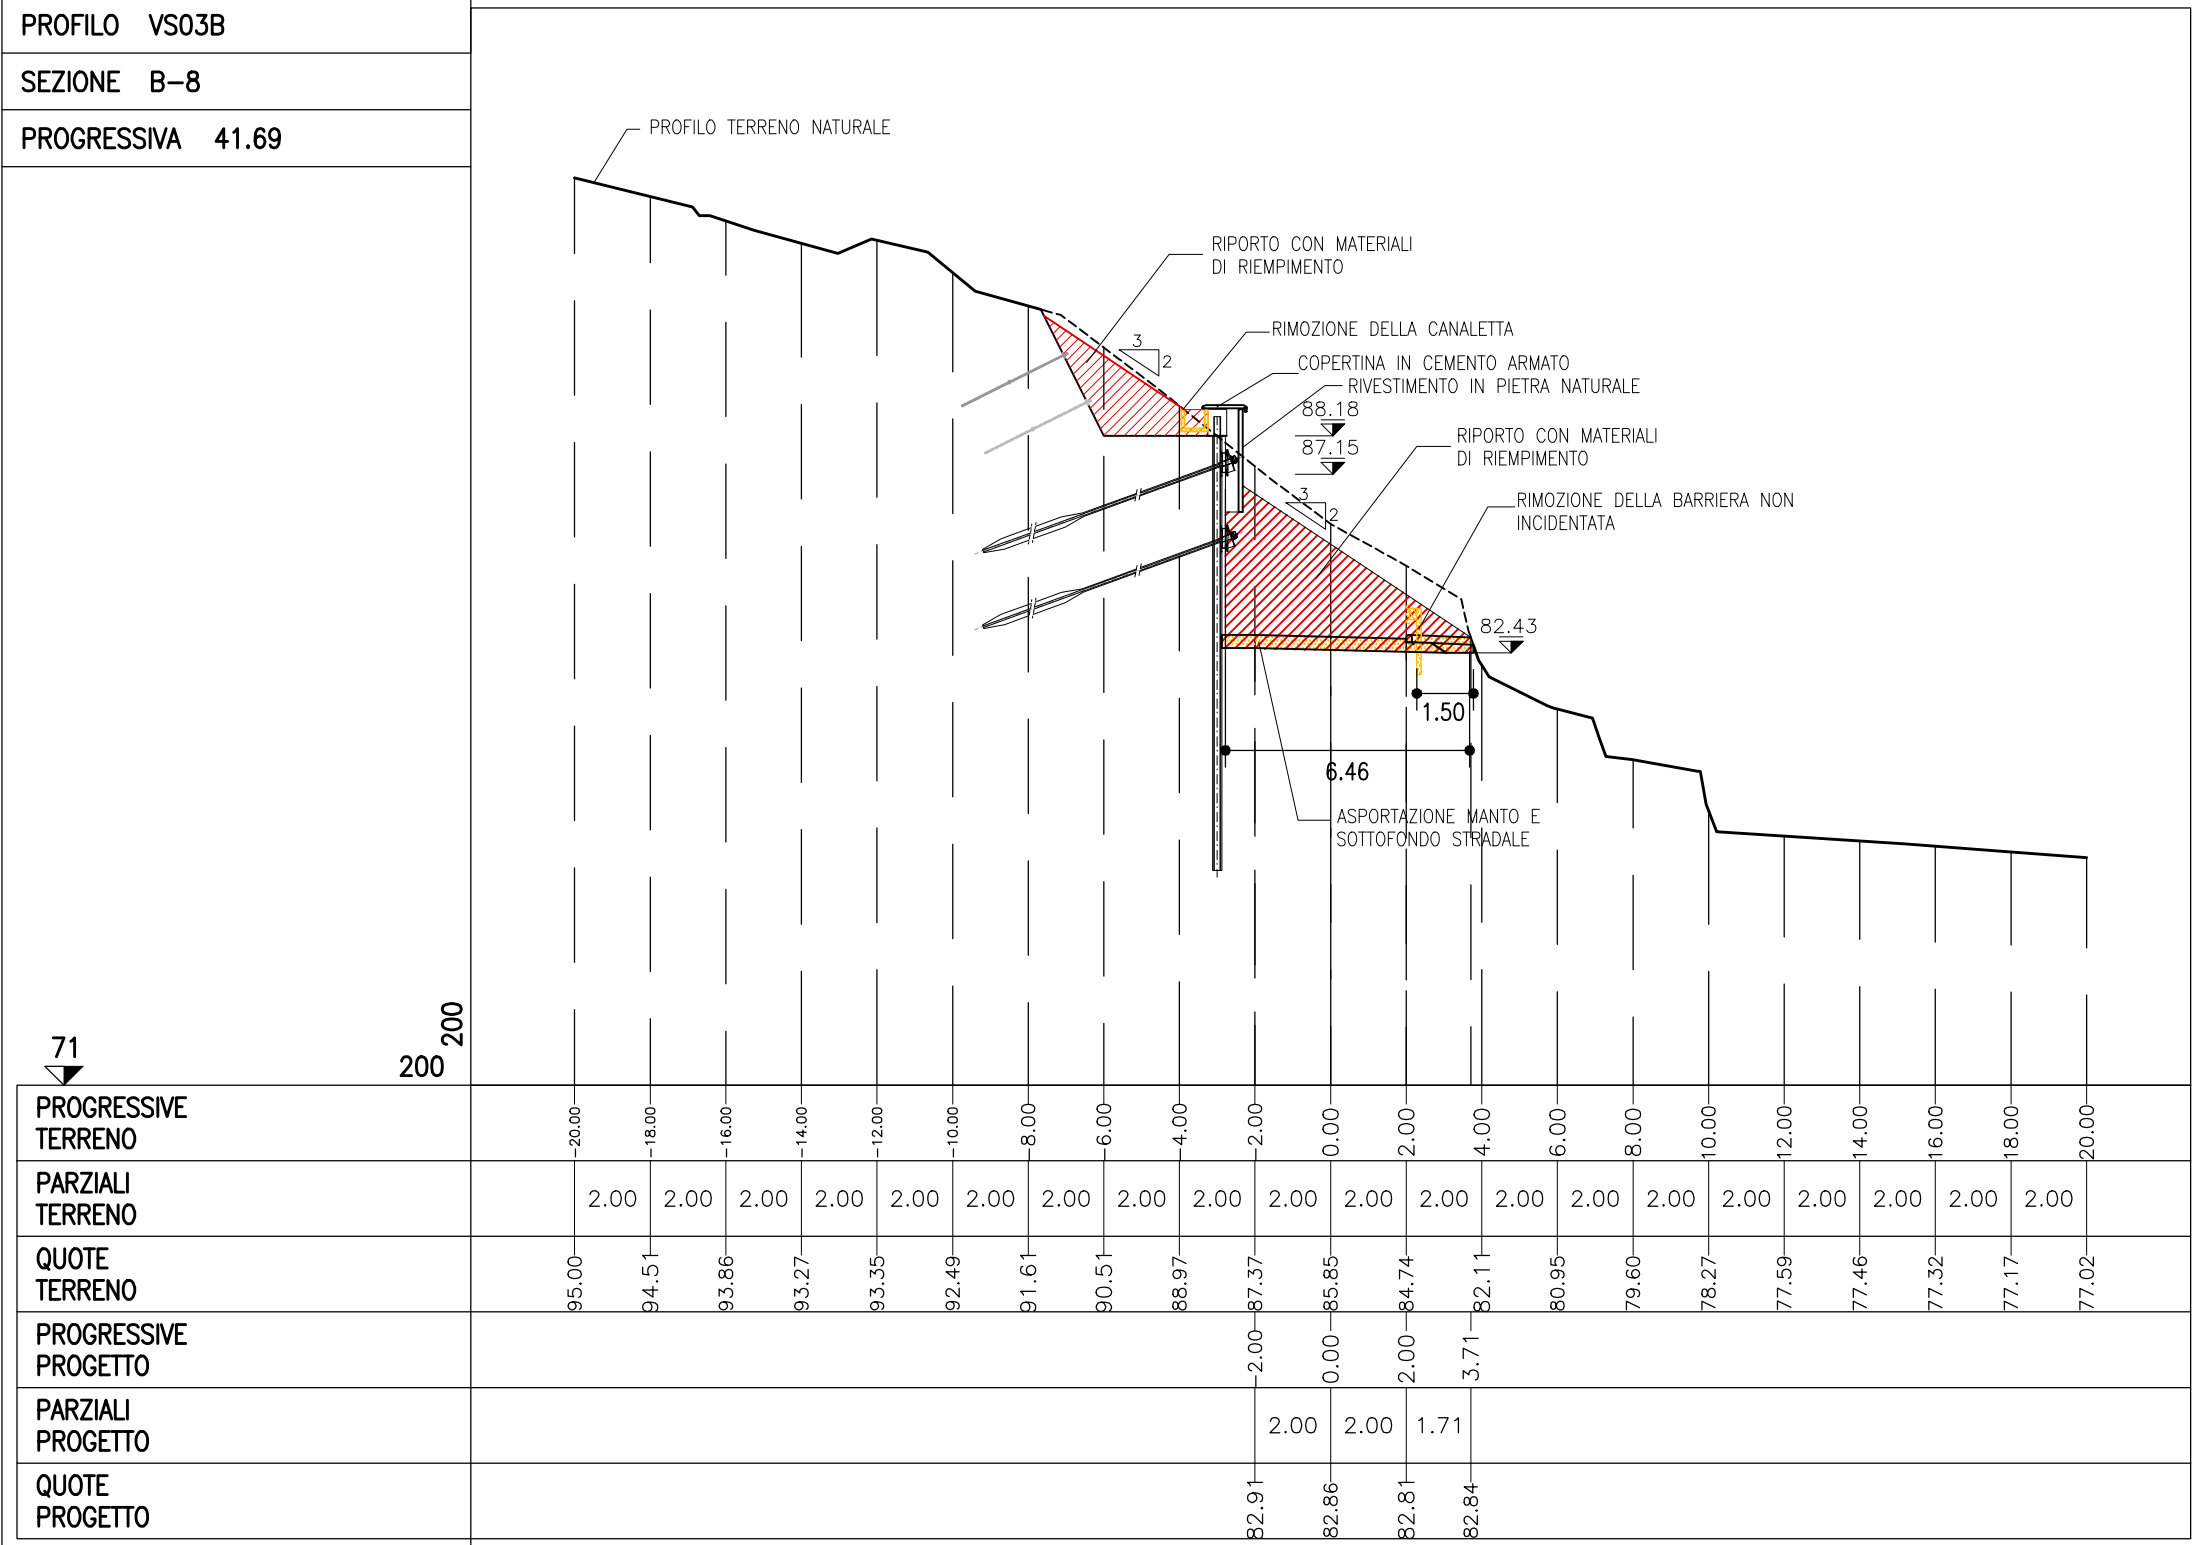 PROFILO VS03B
SEZIONE B-8
PROGRESSIVA 41.69
PROFILO TERRENO NATURALE
RIPORTO CON MATERIALI
DI RIEMPIMENTO
RIMOZIONE DELLA CANALETTA
3
2
COPERTINA IN CEMENTO ARMATO
RIVESTIMENTO IN PIETRA NATURALE
88.18
87.15
RIPORTO CON MATERIALI
DI RIEMPIMENTO
3
2
RIMOZIONE DELLA BARRIERA NON
INCIDENTATA
82.43
1.50
6.46
ASPORTAZIONE MANTO E
SOTTOFONDO STRADALE
71
200
200
PROGRESSIVE
TERRENO
-20.00 -18.00 -16.00 -14.00 -12.00 -10.00 -8.00 -6.00 -4.00 -2.00 0.00 2.00 4.00 6.00 8.00 10.00 12.00 14.00 16.00 18.00 20.00
PARZIALI
TERRENO
2.00 2.00 2.00 2.00 2.00 2.00 2.00 2.00 2.00 2.00 2.00 2.00 2.00 2.00 2.00 2.00 2.00 2.00 2.00 2.00
QUOTE
TERRENO
95.00 94.51 93.86 93.27 93.35 92.49 91.61 90.51 88.97 87.37 85.85 84.74 82.11 80.95 79.60 78.27 77.59 77.46 77.32 77.17 77.02
PROGRESSIVE
PROGETTO
-2.00 0.00 2.00 3.71
PARZIALI
PROGETTO
2.00 2.00 1.71
QUOTE
PROGETTO
82.91 82.86 82.81 82.84